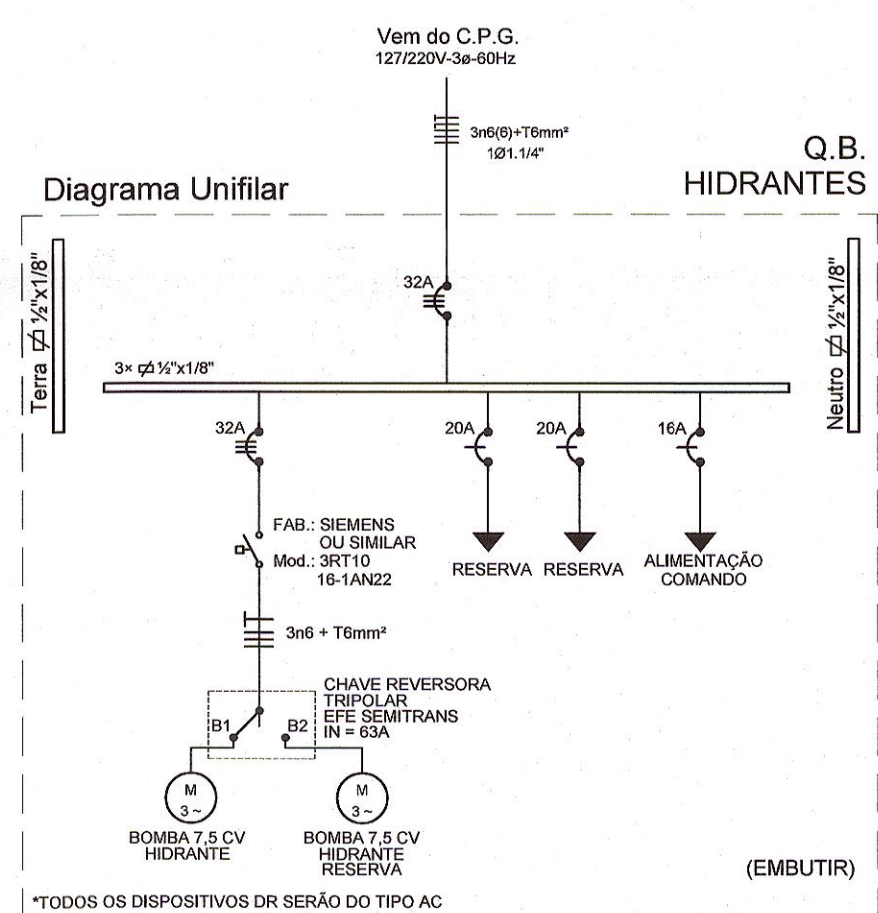 Vem do C.P.G.
127/220V-3ø-60Hz
3n6(6)+T6mm²
1Ø1.1/4"
Q.B.
HIDRANTES
Diagrama Unifilar
Terra ½"x1/8"
32A
Neutro ½"x1/8"
3× ½"x1/8"
32A
20A
20A
16A
FAB.: SIEMENS
OU SIMILAR
Mod.: 3RT10
16-1AN22
RESERVA
RESERVA
ALIMENTAÇÃO
COMANDO
3n6 + T6mm²
CHAVE REVERSORA
TRIPOLAR
EFE SEMITRANS
IN = 63A
B1
B2
M
3~
M
3~
BOMBA 7,5 CV
HIDRANTE
BOMBA 7,5 CV
HIDRANTE
RESERVA
(EMBUTIR)
*TODOS OS DISPOSITIVOS DR SERÃO DO TIPO AC